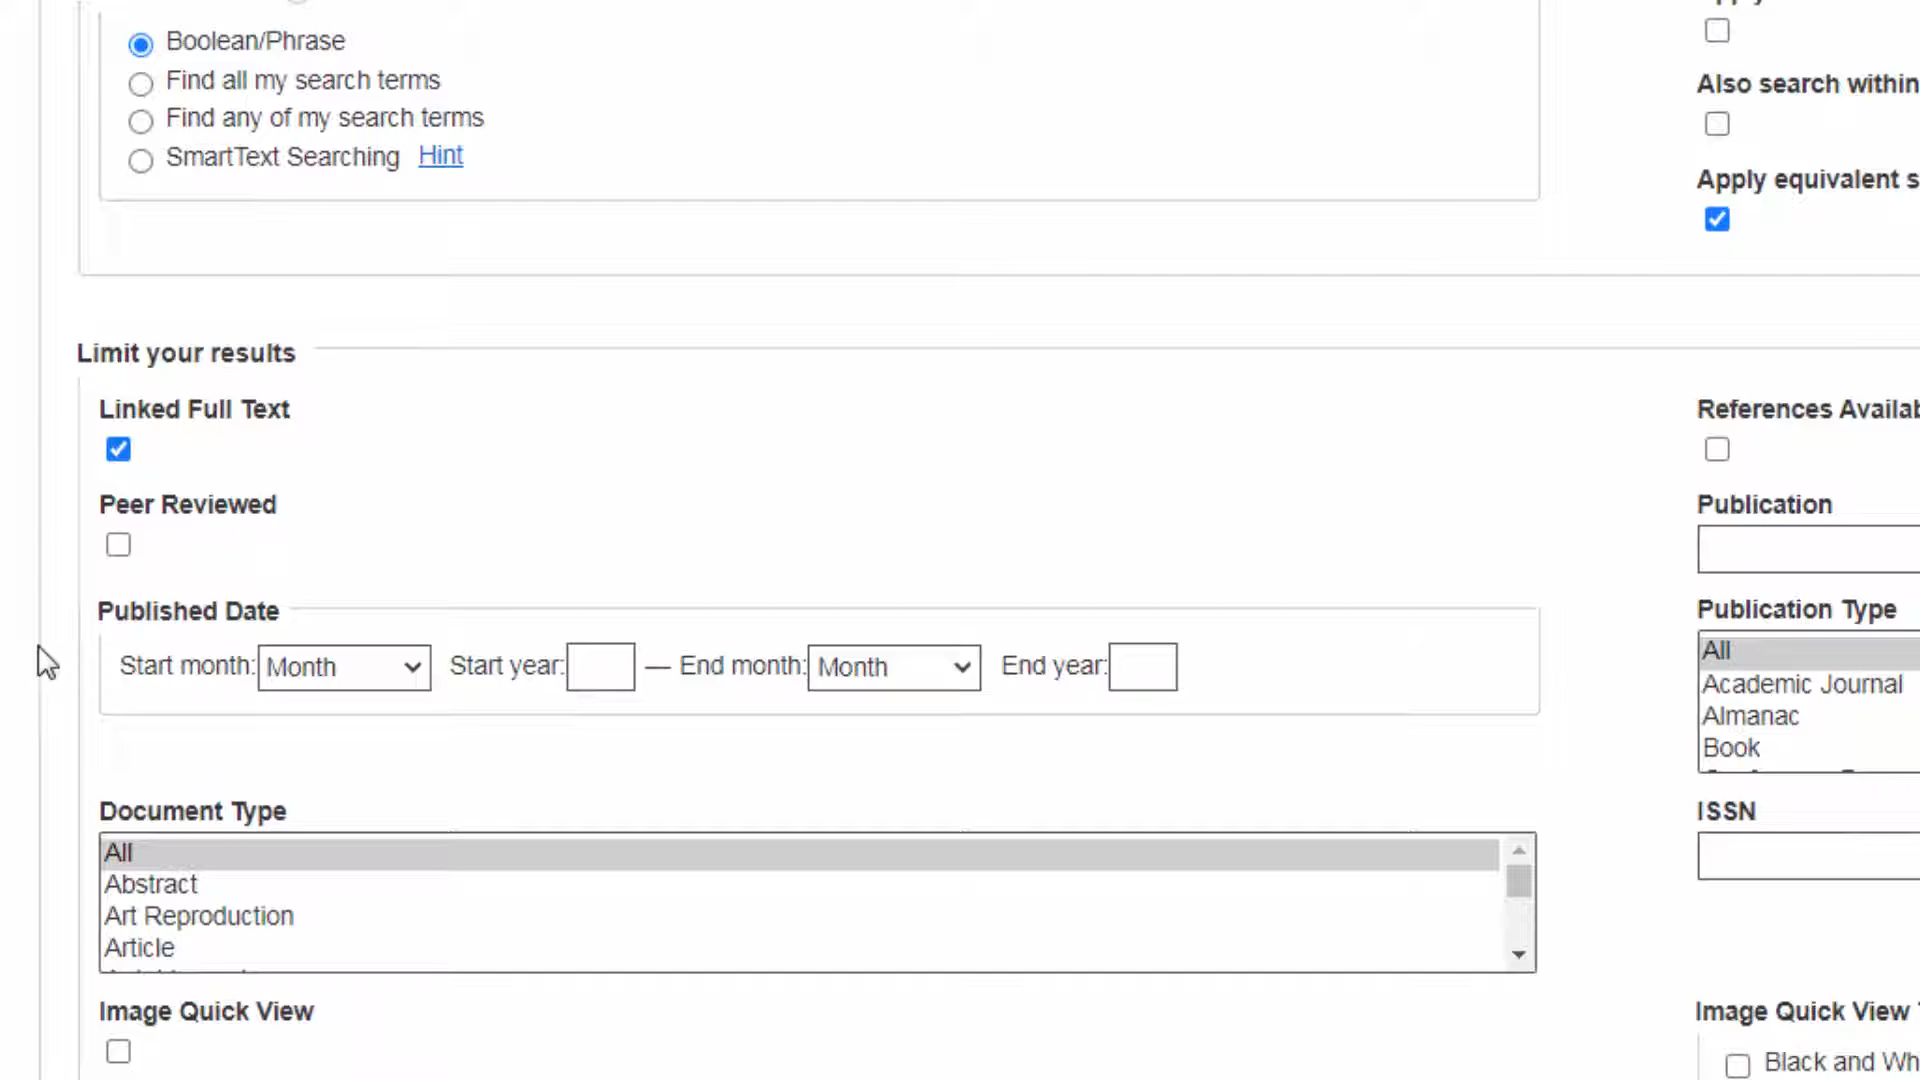 Boolean/Phrase
Find all my search terms
Find any of my search terms
SmartText Searching Hint
Also search within
Apply equivalent s
Limit your results
Linked Full Text
Peer Reviewed
Published Date
Start month: Month Start year: — End month: Month End year:
Document Type
All
Abstract
Art Reproduction
Article
Image Quick View
References Availab
Publication
Publication Type
All
Academic Journal
Almanac
Book
ISSN
Image Quick View
Black and Wh